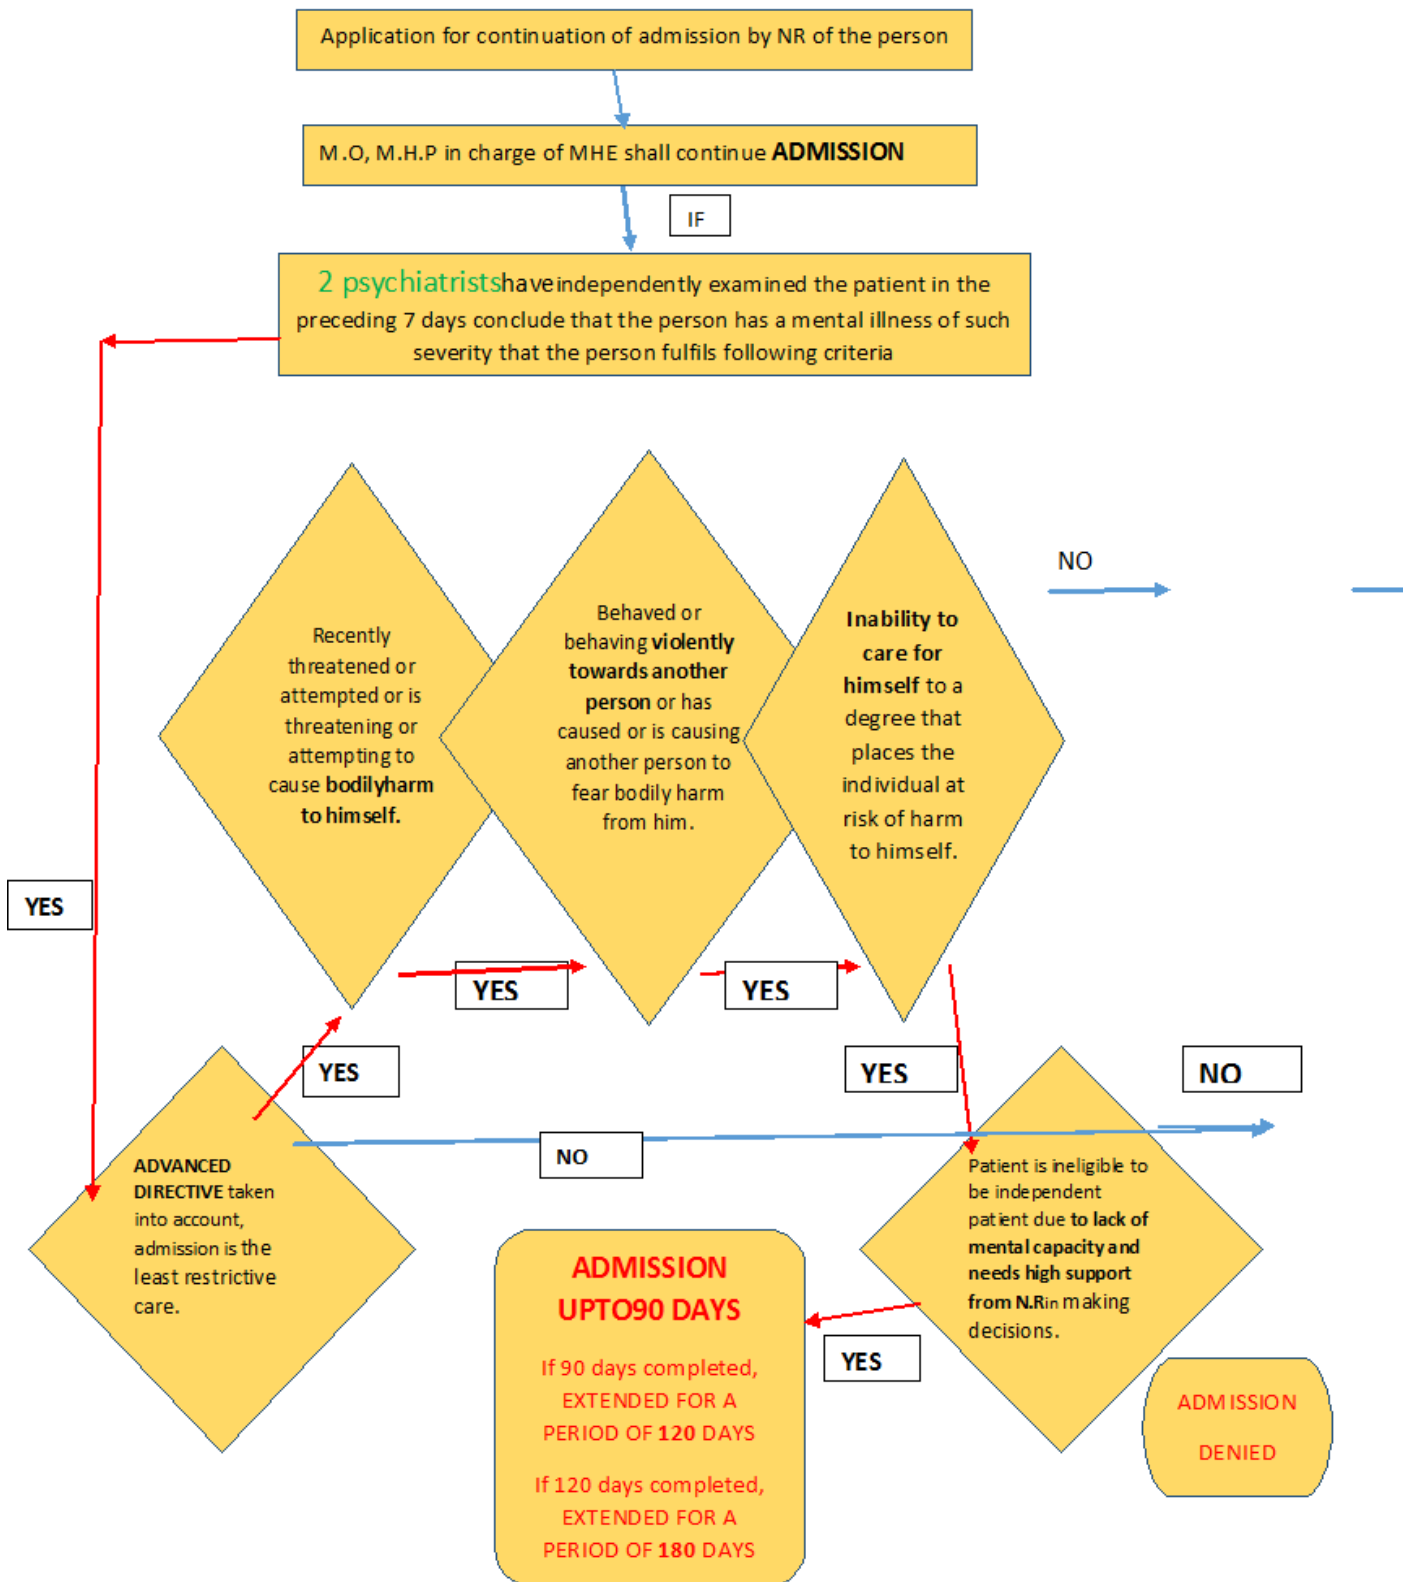 Application for continuation of admission by NR of the person
M.O, M.H.P in charge of MHE shall continue ADMISSION
IF
2 psychiatristshaveindependently examined the patient in the
preceding 7 days conclude that the person has a mental illness of such
severity that the person fulfils following criteria
NO
Recently
threatened or
attempted or is
threatening or
attempting to
cause bodilyharm
to himself.
Behaved or
behaving violently
towards another
person or has
caused or is causing
another person to
fear bodily harm
from him.
Inability to
care for
himself to a
degree that
places the
individual at
risk of harm
to himself.
YES
YES
YES
YES
YES
NO
NO
ADVANCED
DIRECTIVE taken
into account,
admission is the
least restrictive
care.
Patient is ineligible to
be independent
patient due to lack of
mental capacity and
needs high support
from N.Rin making
decisions.
ADMISSION
UPTO90 DAYS
If 90 days completed,
EXTENDED FOR A
PERIOD OF 120 DAYS
If 120 days completed,
EXTENDED FOR A
PERIOD OF 180 DAYS
YES
ADMISSION
DENIED